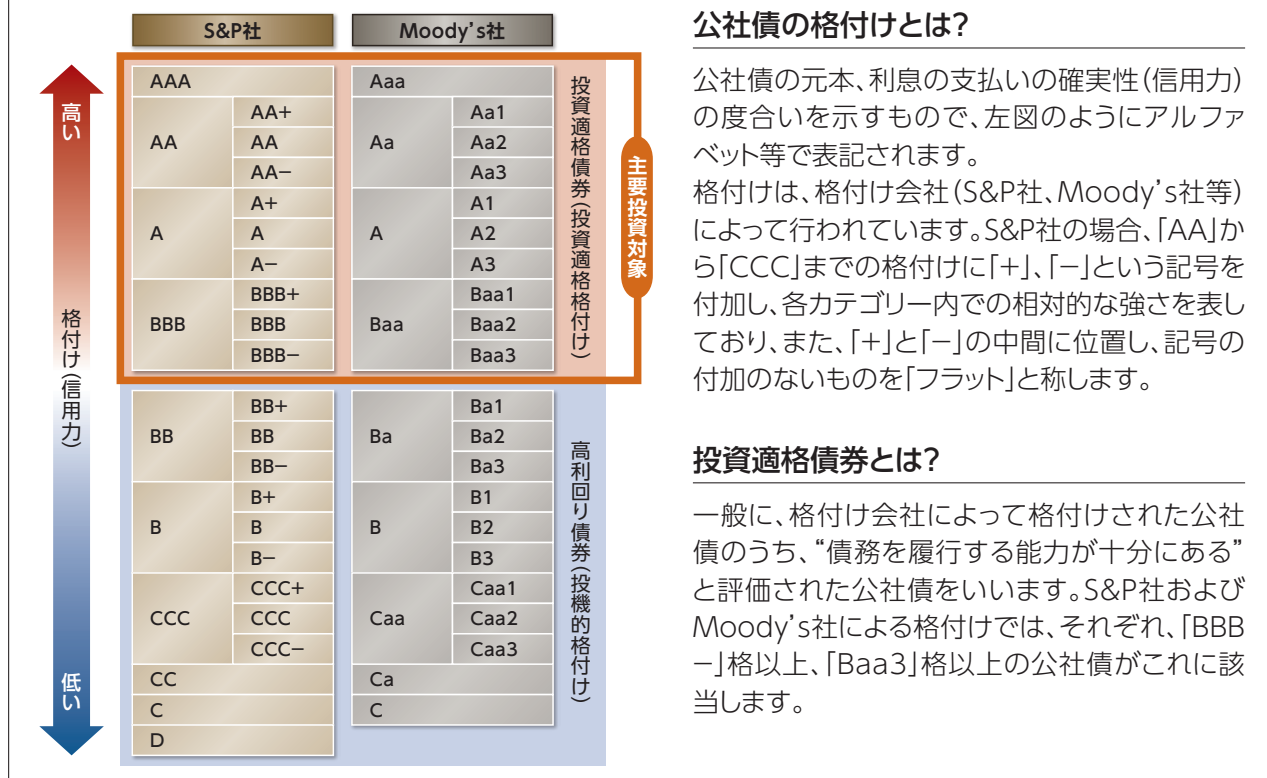 S&P社 Moody's社
高い
格付け（信用力）
低い
AAA Aaa
AA AA+ Aa Aa1
AA Aa2
AA− Aa3
A A+ A A1
A A2
A− A3
BBB BBB+ Baa Baa1
BBB Baa2
BBB− Baa3
投資適格債券（投資適格格付け）
主要投資対象
BB BB+ Ba Ba1
BB Ba2
BB− Ba3
B B+ B B1
B B2
B− B3
CCC CCC+ Caa Caa1
CCC Caa2
CCC− Caa3
CC Ca
C C
D
高利回り債券（投機的格付け）
公社債の格付けとは?
公社債の元本、利息の支払いの確実性（信用力）
の度合いを示すもので、左図のようにアルファ
ベット等で表記されます。
格付けは、格付け会社（S&P社、Moody's社等）
によって行われています。S&P社の場合、「AA」か
ら「CCC」までの格付けに「+」、「−」という記号を
付加し、各カテゴリー内での相対的な強さを表し
ており、また、「+」と「−」の中間に位置し、記号の
付加のないものを「フラット」と称します。
投資適格債券とは?
一般に、格付け会社によって格付けされた公社
債のうち、“債務を履行する能力が十分にある”
と評価された公社債をいいます。S&P社および
Moody's社による格付けでは、それぞれ、「BBB
−」格以上、「Baa3」格以上の公社債がこれに該
当します。